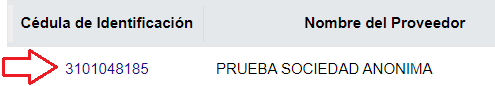 Cédula de Identificación Nombre del Proveedor
3101048185 PRUEBA SOCIEDAD ANONIMA